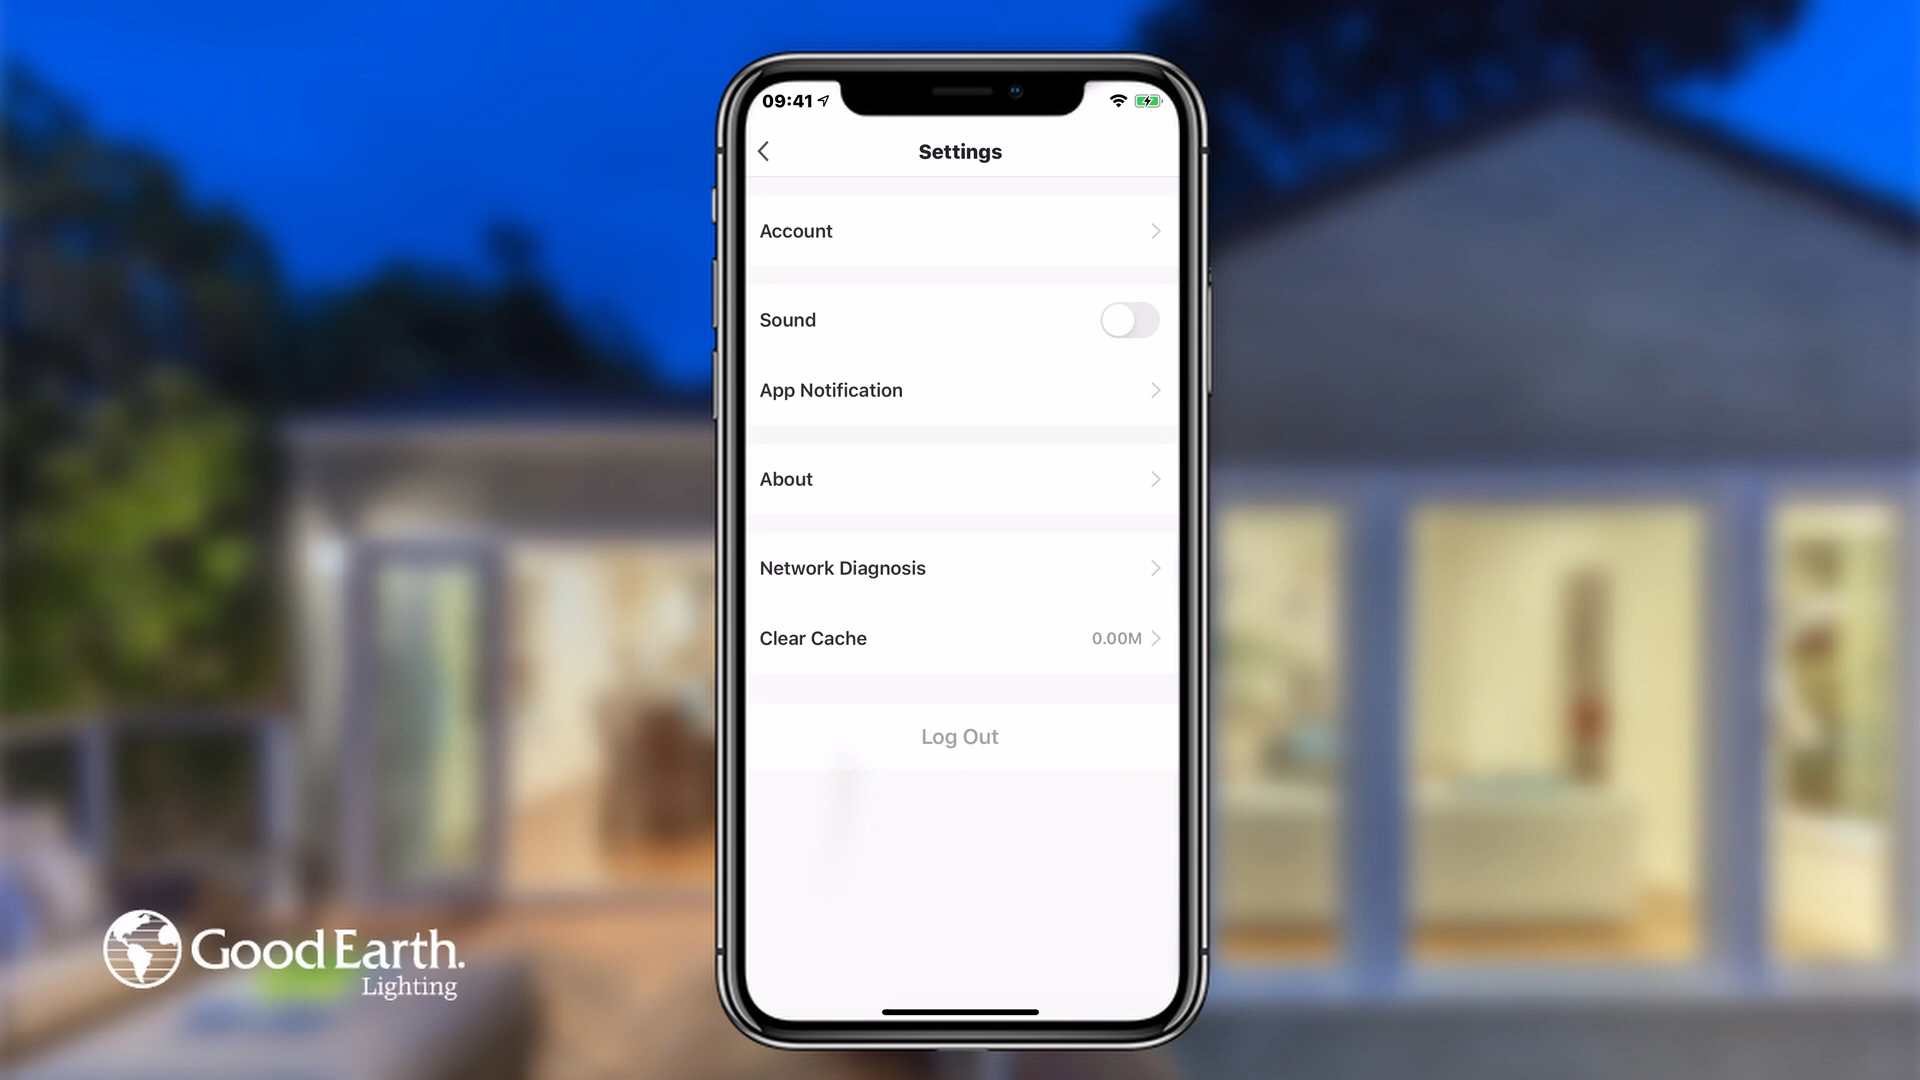 09:41
Settings
Account
Sound
App Notification
About
Network Diagnosis
Clear Cache 0.00M
Log Out
Good Earth.
Lighting